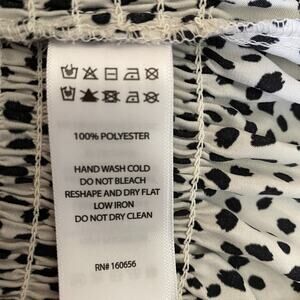 100% POLYESTER
HAND WASH COLD
DO NOT BLEACH
RESHAPE AND DRY FLAT
LOW IRON
DO NOT DRY CLEAN
RN# 160656